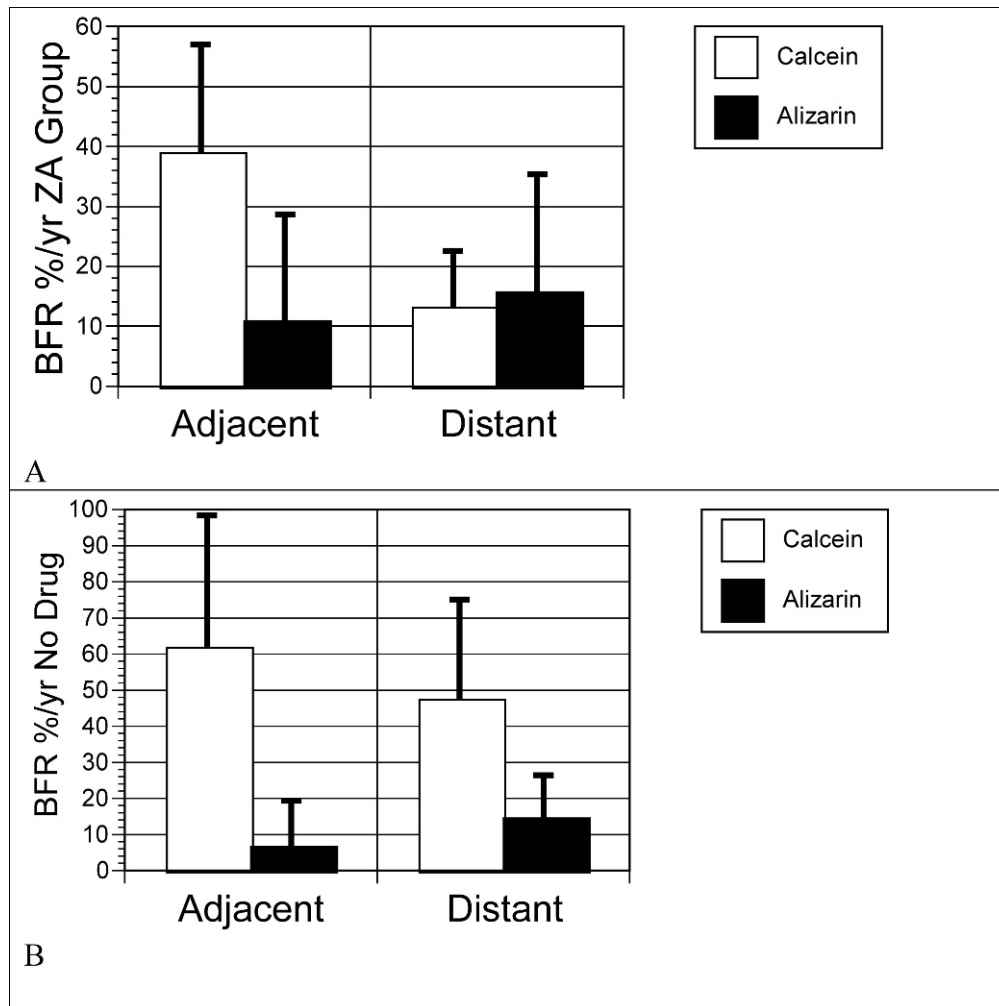 60
50
40
30
20
10
0
BFR %/yr ZA Group
Adjacent Distant
Calcein
Alizarin
A
100
90
80
70
60
50
40
30
20
10
0
BFR %/yr No Drug
Adjacent Distant
Calcein
Alizarin
B